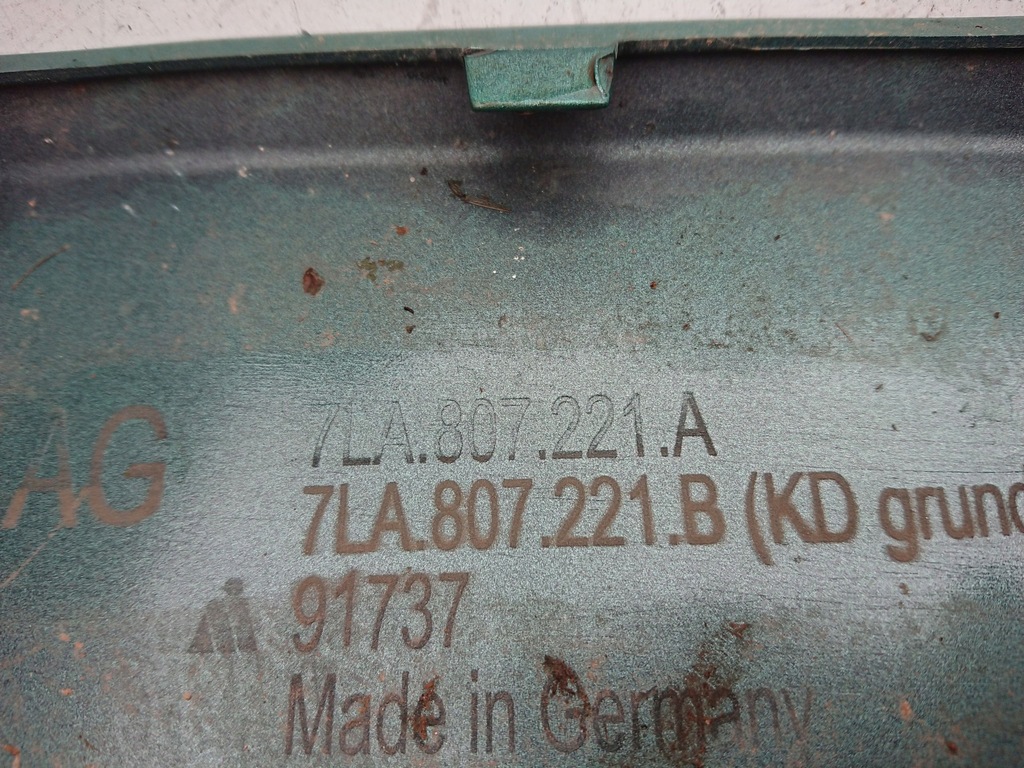 AG
7LA.807.221.A
7LA.807.221.B (KD grund
91737
Made in Germany